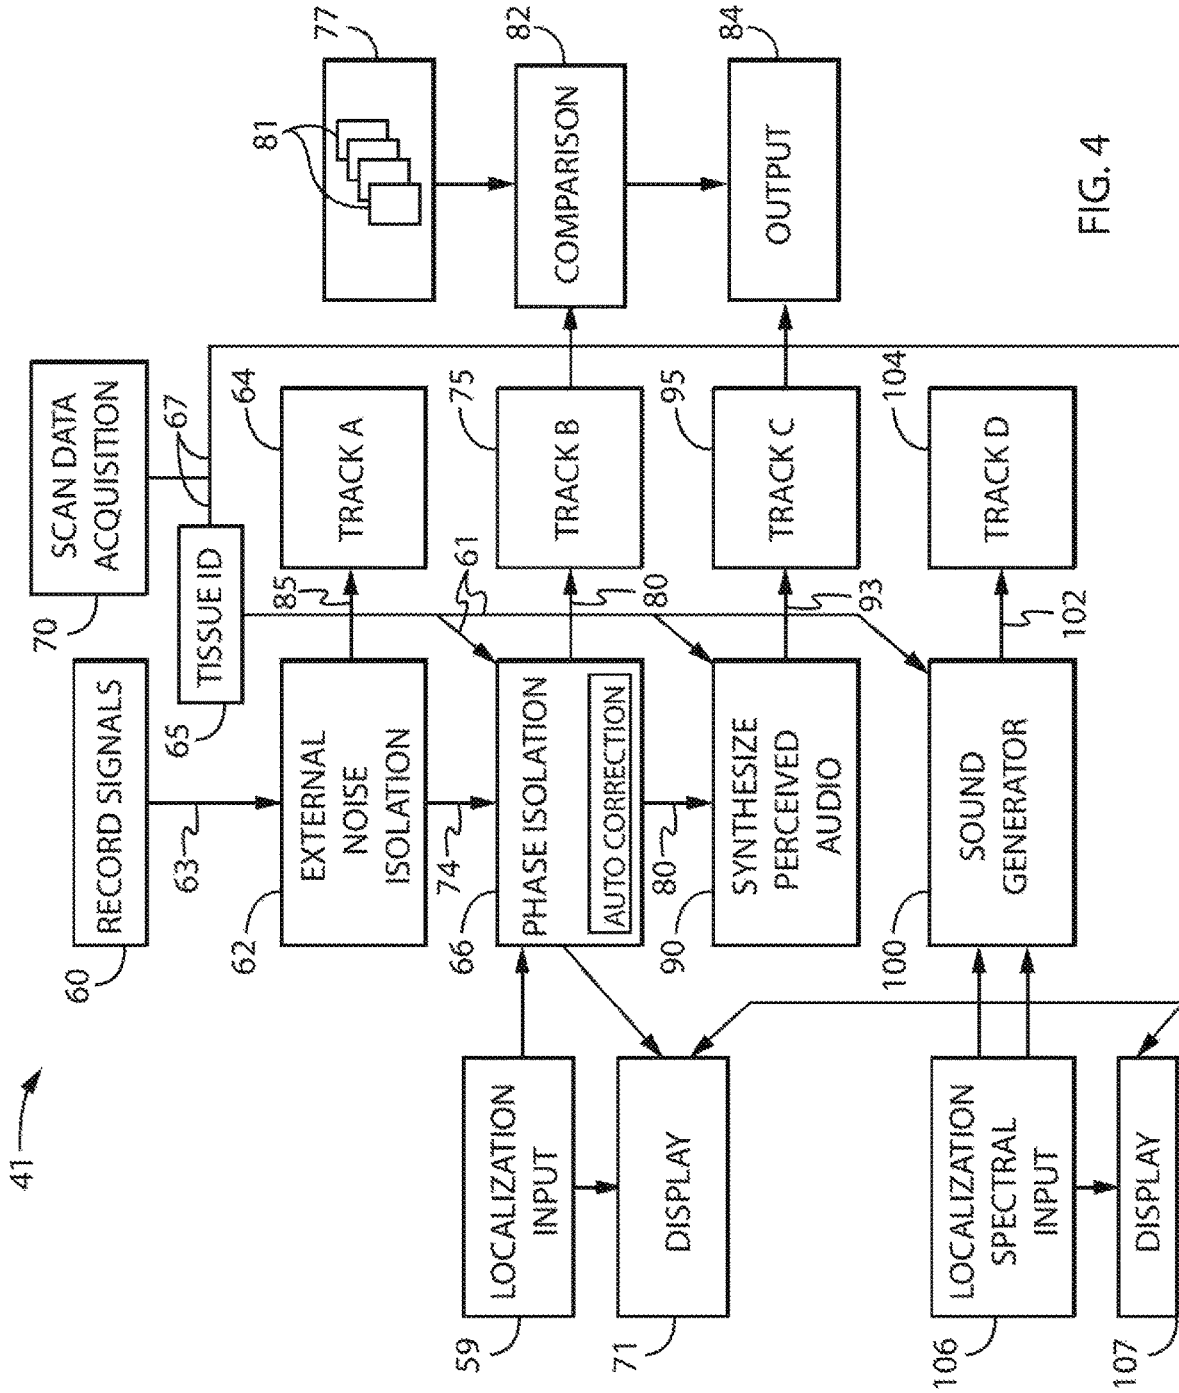 41
60
RECORD SIGNALS
63
70
SCAN DATA
ACQUISITION
65
TISSUE ID
67
62
EXTERNAL
NOISE
ISOLATION
85
64
TRACK A
77
81
74
61
59
LOCALIZATION
INPUT
66
PHASE ISOLATION
AUTO CORRECTION
80
75
TRACK B
82
COMPARISON
71
DISPLAY
80
90
SYNTHESIZE
PERCEIVED
AUDIO
93
95
TRACK C
84
OUTPUT
106
LOCALIZATION
SPECTRAL
INPUT
100
SOUND
GENERATOR
102
104
TRACK D
107
DISPLAY
FIG. 4